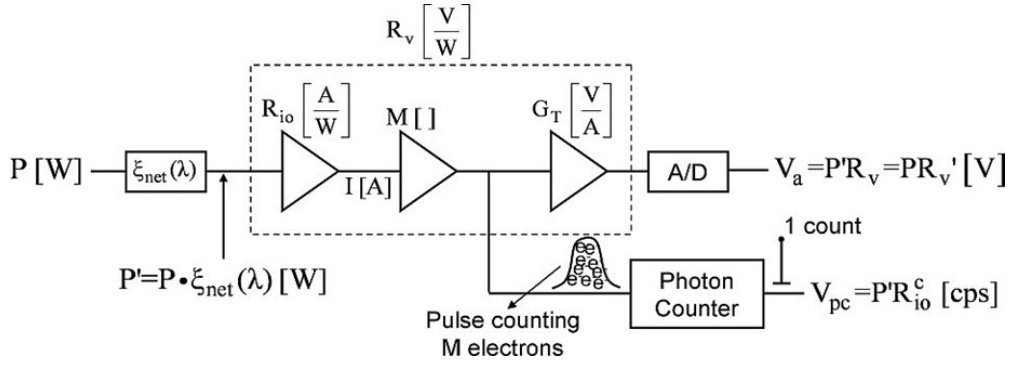 R_v [V/W]
R_io [A/W]
M [ ]
G_T [V/A]
P [W]
ξ_net(λ)
I [A]
A/D
V_a=P'R_v=PR_v' [V]
1 count
P'=P•ξ_net(λ) [W]
e e e e e e e e e e
Photon
Counter
V_pc=P'R_io^c [cps]
Pulse counting
M electrons